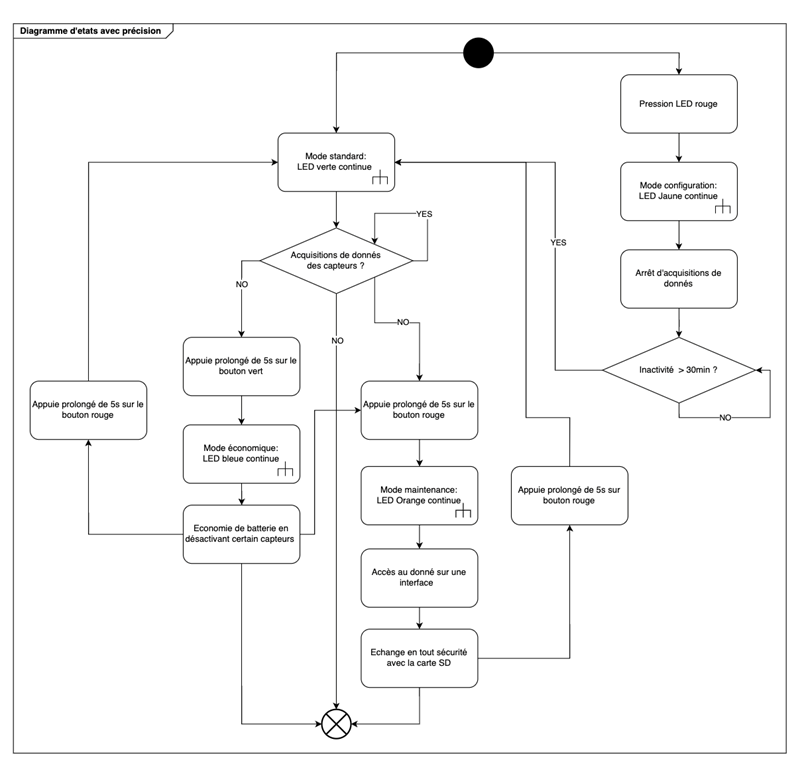 Diagramme d'etats avec précision
Pression LED rouge
Mode standard:
LED verte continue
Mode configuration:
LED Jaune continue
YES
Acquisitions de donnés
des capteurs ?
YES
Arrêt d'acquisitions de
donnés
NO
NO
NO
Inactivité > 30min ?
NO
Appuie prolongé de 5s sur le
bouton vert
Appuie prolongé de 5s sur le
bouton rouge
Appuie prolongé de 5s sur le
bouton rouge
Mode économique:
LED bleue continue
Mode maintenance:
LED Orange continue
Appuie prolongé de 5s sur
bouton rouge
Economie de batterie en
désactivant certain capteurs
Accès au donné sur une
interface
Echange en tout sécurité
avec la carte SD